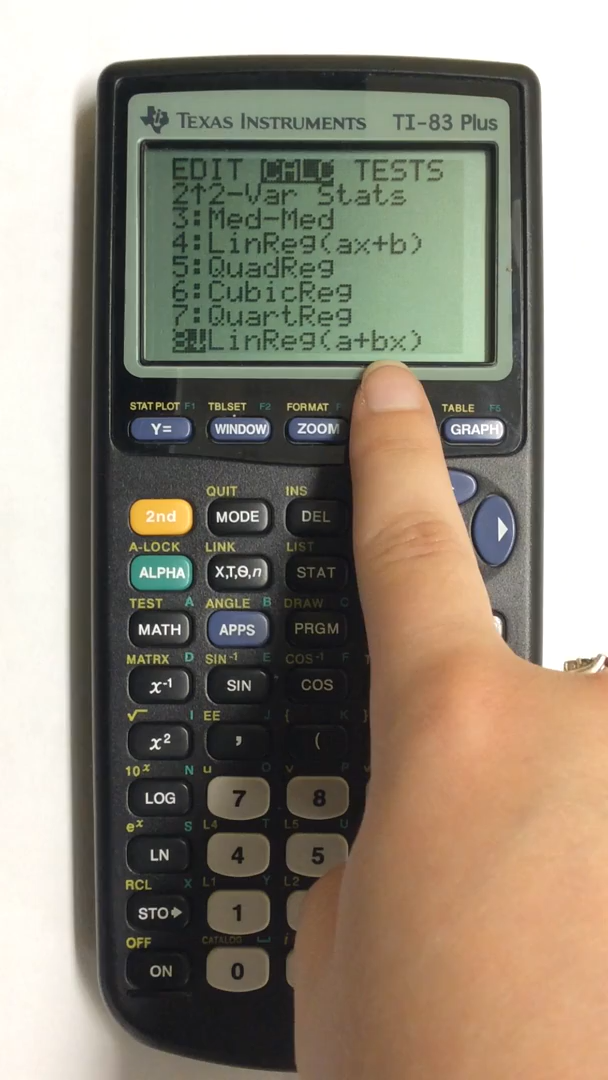 TEXAS INSTRUMENTS TI-83 Plus
EDIT CALC TESTS
2↑2-Var Stats
3:Med-Med
4:LinReg(ax+b)
5:QuadReg
6:CubicReg
7:QuartReg
8↓LinReg(a+bx)
STAT PLOT F1 TBLSET F2 FORMAT F TABLE F5
Y= WINDOW ZOOM GRAPH
QUIT INS
2nd MODE DEL
A-LOCK LINK LIST
ALPHA X,T,Θ,n STAT
TEST A ANGLE B DRAW C
MATH APPS PRGM
MATRX D SIN⁻¹ E COS⁻¹ F
x⁻¹ SIN COS
√ I EE J { K
x² , (
10ˣ N u O v P
LOG 7 8
eˣ S L4 T L5 U
LN 4 5
RCL X L1 Y L2
STO➔ 1
OFF CATALOG i
ON 0